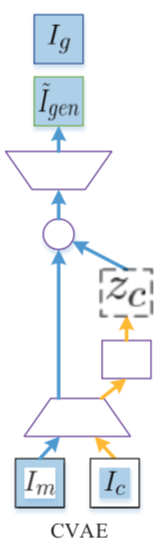 I_g
Ĩ_gen
z_c
I_m I_c
CVAE